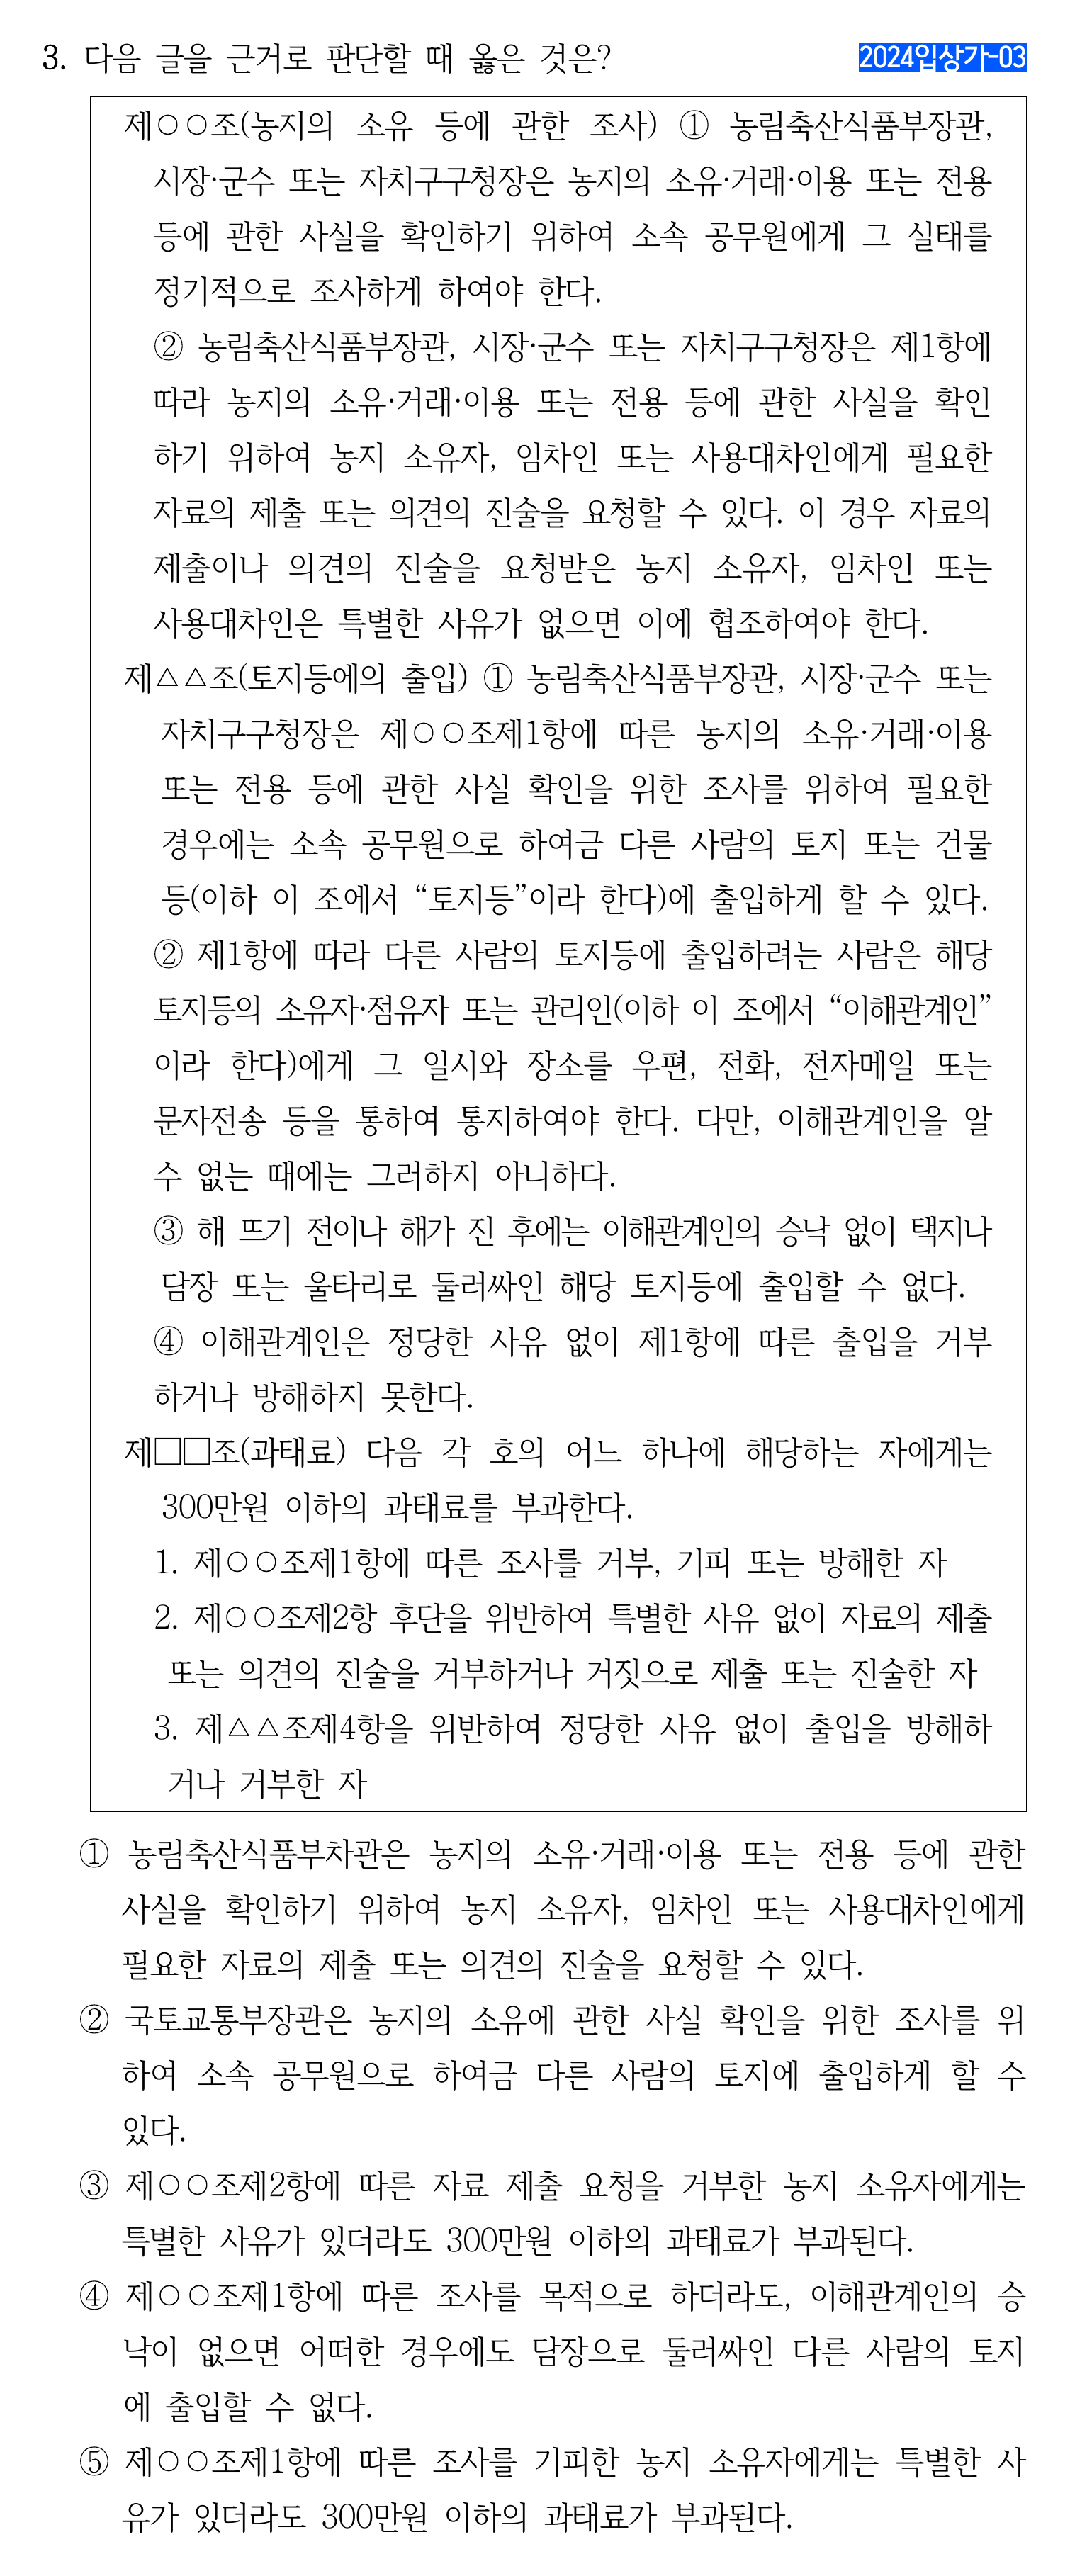 3. 다음 글을 근거로 판단할 때 옳은 것은?
2024입상가-03
제○○조(농지의 소유 등에 관한 조사) ① 농림축산식품부장관,
시장·군수 또는 자치구구청장은 농지의 소유·거래·이용 또는 전용
등에 관한 사실을 확인하기 위하여 소속 공무원에게 그 실태를
정기적으로 조사하게 하여야 한다.
② 농림축산식품부장관, 시장·군수 또는 자치구구청장은 제1항에
따라 농지의 소유·거래·이용 또는 전용 등에 관한 사실을 확인
하기 위하여 농지 소유자, 임차인 또는 사용대차인에게 필요한
자료의 제출 또는 의견의 진술을 요청할 수 있다. 이 경우 자료의
제출이나 의견의 진술을 요청받은 농지 소유자, 임차인 또는
사용대차인은 특별한 사유가 없으면 이에 협조하여야 한다.
제△△조(토지등에의 출입) ① 농림축산식품부장관, 시장·군수 또는
자치구구청장은 제○○조제1항에 따른 농지의 소유·거래·이용
또는 전용 등에 관한 사실 확인을 위한 조사를 위하여 필요한
경우에는 소속 공무원으로 하여금 다른 사람의 토지 또는 건물
등(이하 이 조에서 “토지등”이라 한다)에 출입하게 할 수 있다.
② 제1항에 따라 다른 사람의 토지등에 출입하려는 사람은 해당
토지등의 소유자·점유자 또는 관리인(이하 이 조에서 “이해관계인”
이라 한다)에게 그 일시와 장소를 우편, 전화, 전자메일 또는
문자전송 등을 통하여 통지하여야 한다. 다만, 이해관계인을 알
수 없는 때에는 그러하지 아니하다.
③ 해 뜨기 전이나 해가 진 후에는 이해관계인의 승낙 없이 택지나
담장 또는 울타리로 둘러싸인 해당 토지등에 출입할 수 없다.
④ 이해관계인은 정당한 사유 없이 제1항에 따른 출입을 거부
하거나 방해하지 못한다.
제□□조(과태료) 다음 각 호의 어느 하나에 해당하는 자에게는
300만원 이하의 과태료를 부과한다.
1. 제○○조제1항에 따른 조사를 거부, 기피 또는 방해한 자
2. 제○○조제2항 후단을 위반하여 특별한 사유 없이 자료의 제출
또는 의견의 진술을 거부하거나 거짓으로 제출 또는 진술한 자
3. 제△△조제4항을 위반하여 정당한 사유 없이 출입을 방해하
거나 거부한 자
① 농림축산식품부차관은 농지의 소유·거래·이용 또는 전용 등에 관한
사실을 확인하기 위하여 농지 소유자, 임차인 또는 사용대차인에게
필요한 자료의 제출 또는 의견의 진술을 요청할 수 있다.
② 국토교통부장관은 농지의 소유에 관한 사실 확인을 위한 조사를 위
하여 소속 공무원으로 하여금 다른 사람의 토지에 출입하게 할 수
있다.
③ 제○○조제2항에 따른 자료 제출 요청을 거부한 농지 소유자에게는
특별한 사유가 있더라도 300만원 이하의 과태료가 부과된다.
④ 제○○조제1항에 따른 조사를 목적으로 하더라도, 이해관계인의 승
낙이 없으면 어떠한 경우에도 담장으로 둘러싸인 다른 사람의 토지
에 출입할 수 없다.
⑤ 제○○조제1항에 따른 조사를 기피한 농지 소유자에게는 특별한 사
유가 있더라도 300만원 이하의 과태료가 부과된다.